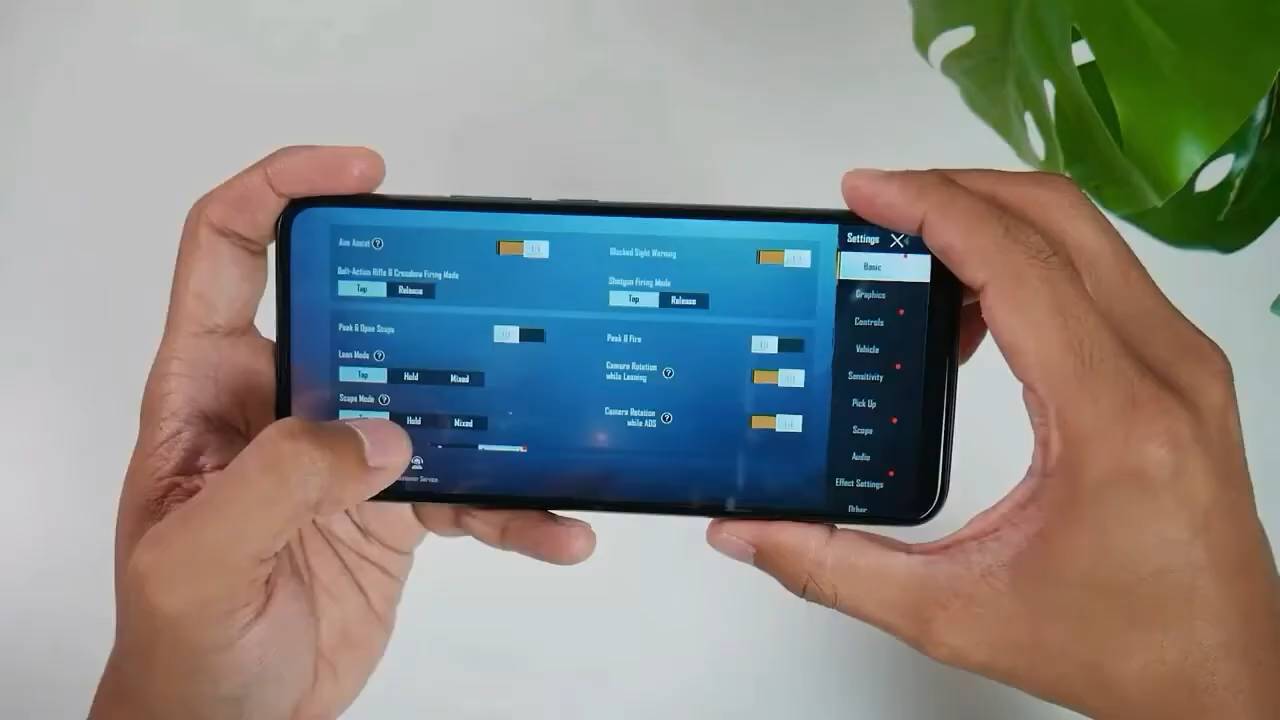 Aim Assist ?
Blocked Sight Warning
Bolt-Action Rifle & Crossbow Firing Mode
Tap Release
Shotgun Firing Mode
Tap Release
Peek & Open Scope
Peek & Fire
Lean Mode ?
Tap Hold Mixed
Camera Rotation
while Leaning ?
Scope Mode ?
Hold Mixed
Camera Rotation
while ADS ?
Customer Service
Settings X
Basic
Graphics
Controls
Vehicle
Sensitivity
Pick Up
Scope
Audio
Effect Settings
Other